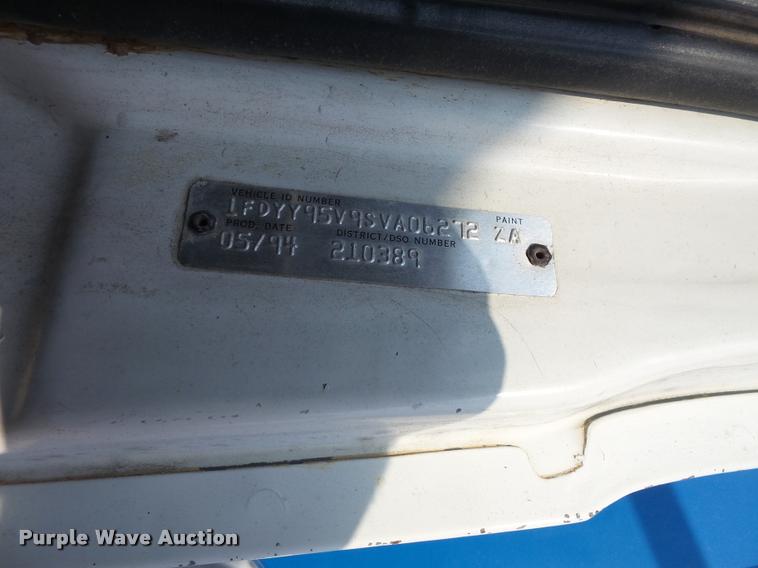 VEHICLE ID NUMBER
1FDYY95V9SVA06272 ZA
PROD. DATE DISTRICT/DSO NUMBER PAINT
05/94 210389
Purple Wave Auction®